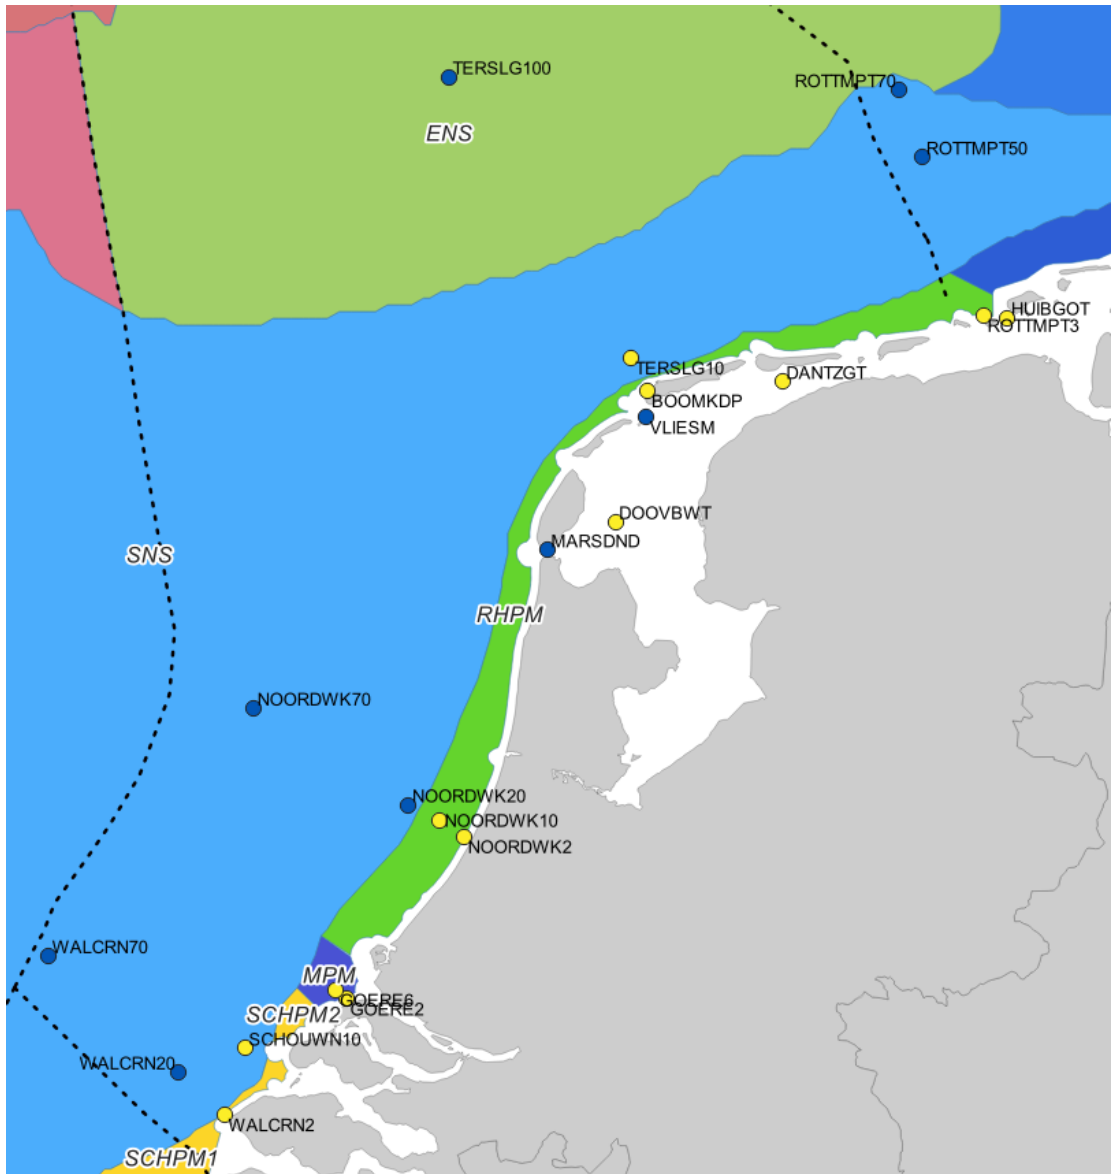 TERSLG100
ROTTMPT70
ENS
ROTTMPT50
HUIBGOT
ROTTMPT3
TERSLG10
DANTZGT
BOOMKDP
VLIESM
DOOVBWT
MARSDND
SNS
RHPM
NOORDWK70
NOORDWK20
NOORDWK10
NOORDWK2
WALCRN70
MPM
GOERE6
GOERE2
SCHPM2
SCHOUWN10
WALCRN20
WALCRN2
SCHPM1